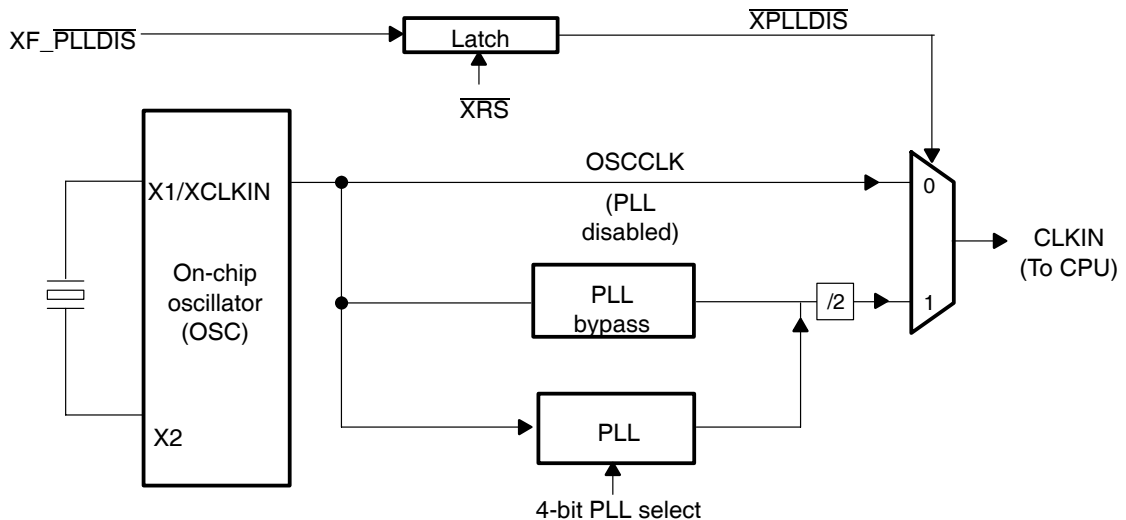 XF_PLLDIS
Latch
XPLLDIS
XRS
OSCCLK
(PLL
disabled)
X1/XCLKIN
On-chip
oscillator
(OSC)
X2
PLL
bypass
/2
PLL
4-bit PLL select
0
1
CLKIN
(To CPU)